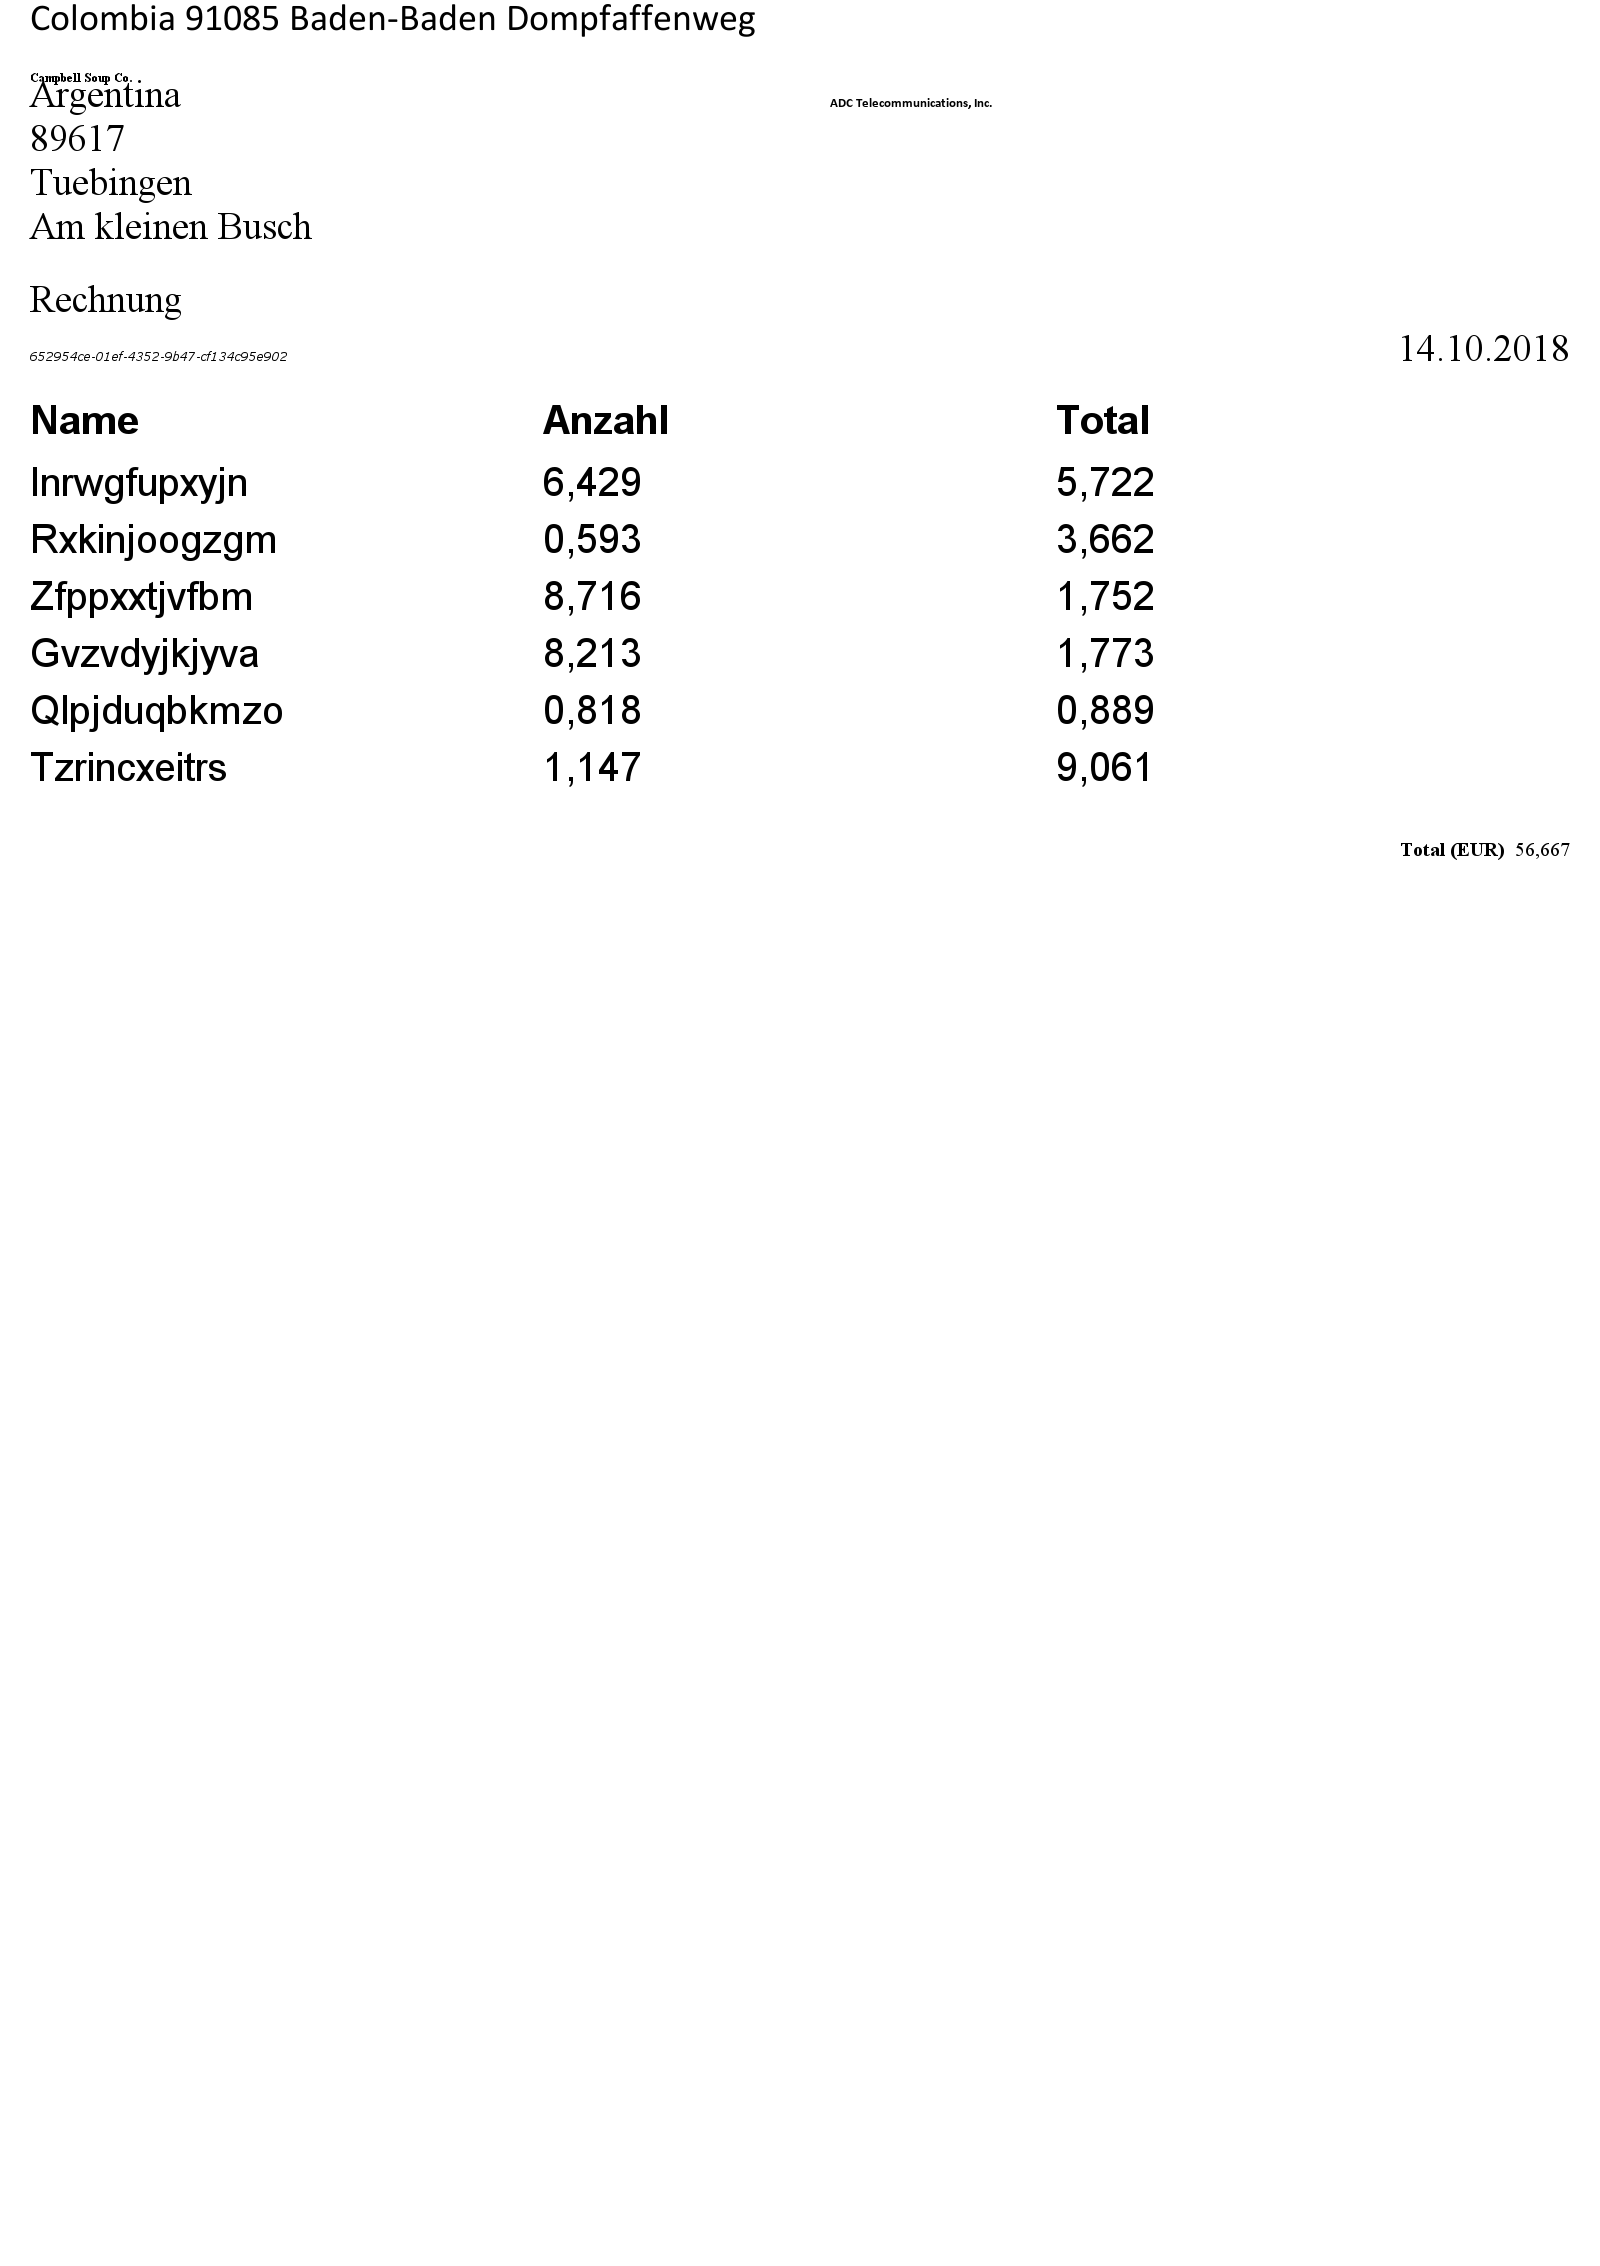 Colombia 91085 Baden-Baden Dompfaffenweg
Campbell Soup Co.
ADC Telecommunications, Inc.
Argentina
89617
Tuebingen
Am kleinen Busch
Rechnung
652954ce-01ef-4352-9b47-cf134c95e902 14.10.2018
Name Anzahl Total
Inrwgfupxyjn 6,429 5,722
Rxkinjoogzgm 0,593 3,662
Zfppxxtjvfbm 8,716 1,752
Gvzvdyjkjyva 8,213 1,773
Qlpjduqbkmzo 0,818 0,889
Tzrincxeitrs 1,147 9,061
Total (EUR) 56,667